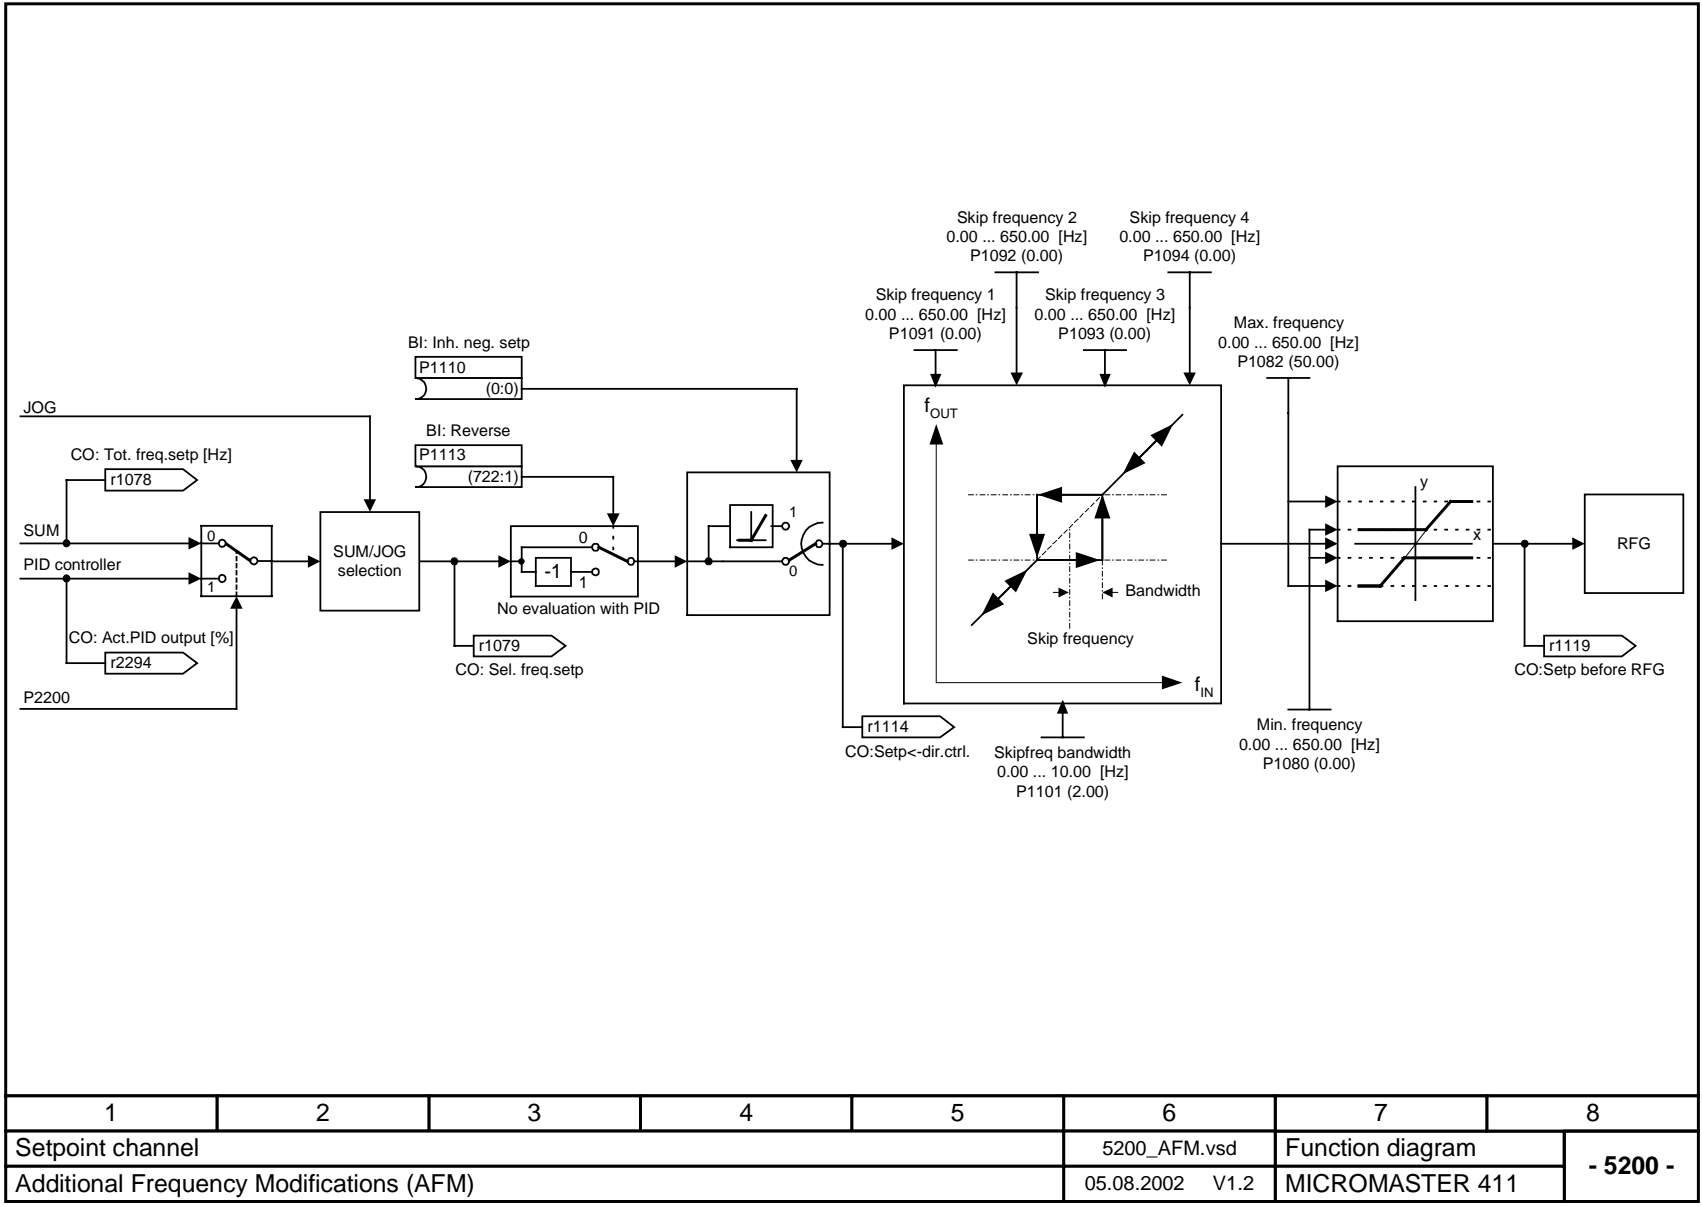 Skip frequency 2
0.00 ... 650.00 [Hz]
P1092 (0.00)
Skip frequency 4
0.00 ... 650.00 [Hz]
P1094 (0.00)
Skip frequency 1
0.00 ... 650.00 [Hz]
P1091 (0.00)
Skip frequency 3
0.00 ... 650.00 [Hz]
P1093 (0.00)
Max. frequency
0.00 ... 650.00 [Hz]
P1082 (50.00)
BI: Inh. neg. setp
P1110
(0:0)
JOG
BI: Reverse
P1113
(722:1)
CO: Tot. freq.setp [Hz]
r1078
SUM
PID controller
0
1
SUM/JOG
selection
0
-1
1
No evaluation with PID
1
0
fOUT
Bandwidth
Skip frequency
fIN
y
x
RFG
CO: Act.PID output [%]
r2294
P2200
r1079
CO: Sel. freq.setp
r1114
CO:Setp<-dir.ctrl.
Skipfreq bandwidth
0.00 ... 10.00 [Hz]
P1101 (2.00)
Min. frequency
0.00 ... 650.00 [Hz]
P1080 (0.00)
r1119
CO:Setp before RFG
1 2 3 4 5 6 7 8
Setpoint channel
5200_AFM.vsd
Function diagram
- 5200 -
Additional Frequency Modifications (AFM)
05.08.2002 V1.2
MICROMASTER 411